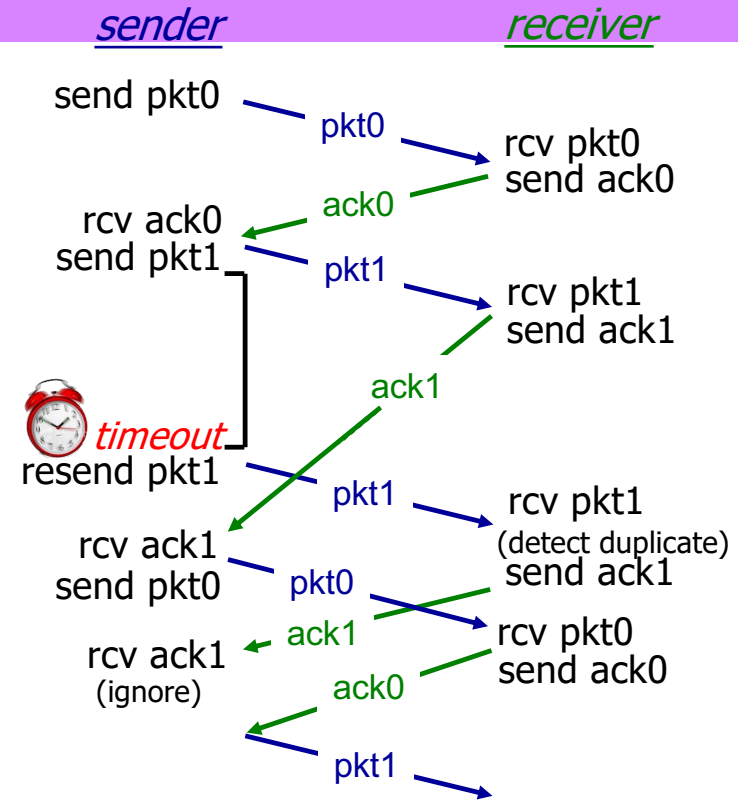 sender
receiver
send pkt0
pkt0
rcv pkt0
send ack0
ack0
rcv ack0
send pkt1
pkt1
rcv pkt1
send ack1
ack1
timeout
resend pkt1
pkt1
rcv pkt1
(detect duplicate)
send ack1
rcv ack1
send pkt0
pkt0
ack1
rcv pkt0
send ack0
rcv ack1
(ignore)
ack0
pkt1